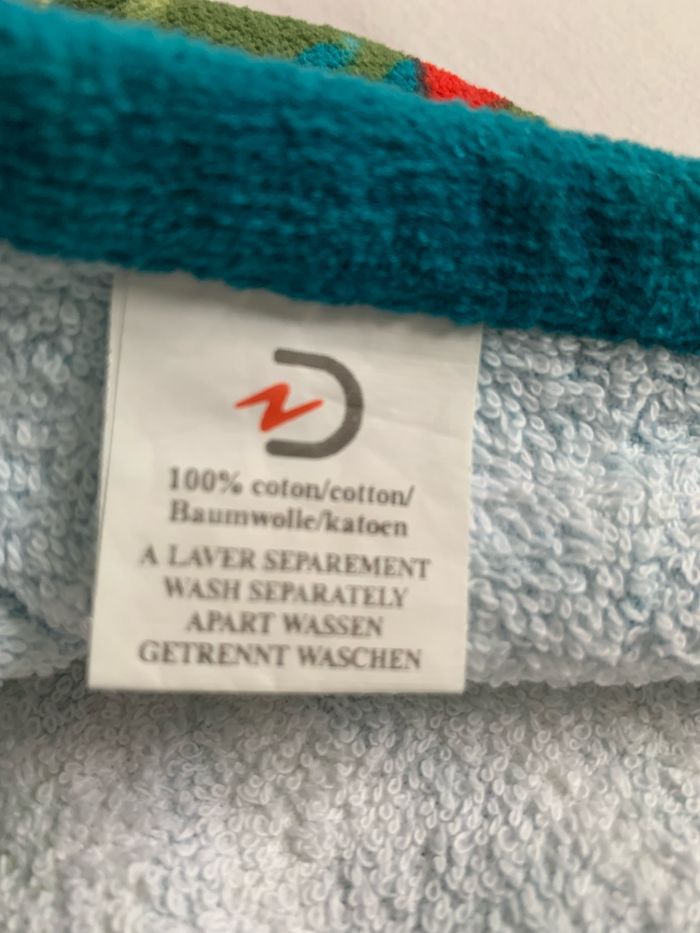 100% coton/cotton/
Baumwolle/katoen
A LAVER SEPAREMENT
WASH SEPARATELY
APART WASSEN
GETRENNT WASCHEN